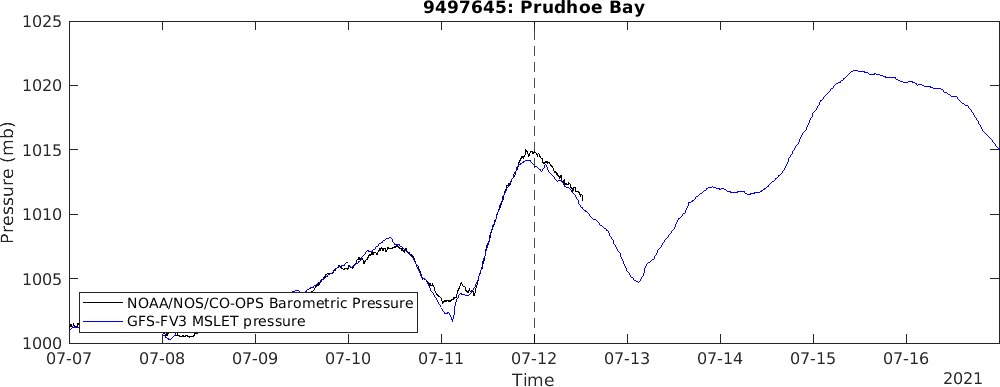 9497645: Prudhoe Bay
1025
1020
1015
1010
1005
1000
Pressure (mb)
NOAA/NOS/CO-OPS Barometric Pressure
GFS-FV3 MSLET pressure
07-07 07-08 07-09 07-10 07-11 07-12 07-13 07-14 07-15 07-16
Time
2021